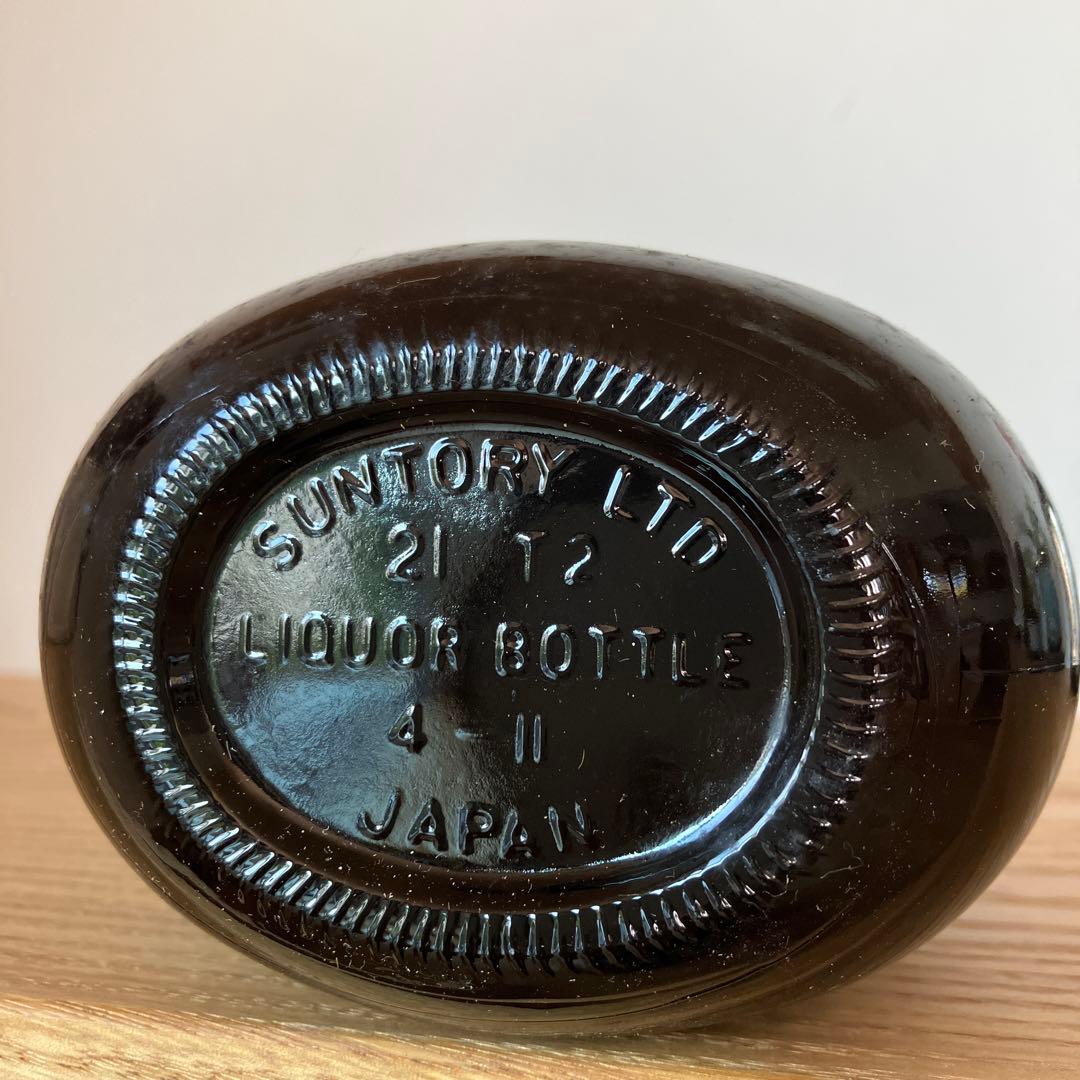 SUNTORY LTD
21 T2
LIQUOR BOTTLE
4-11
JAPAN